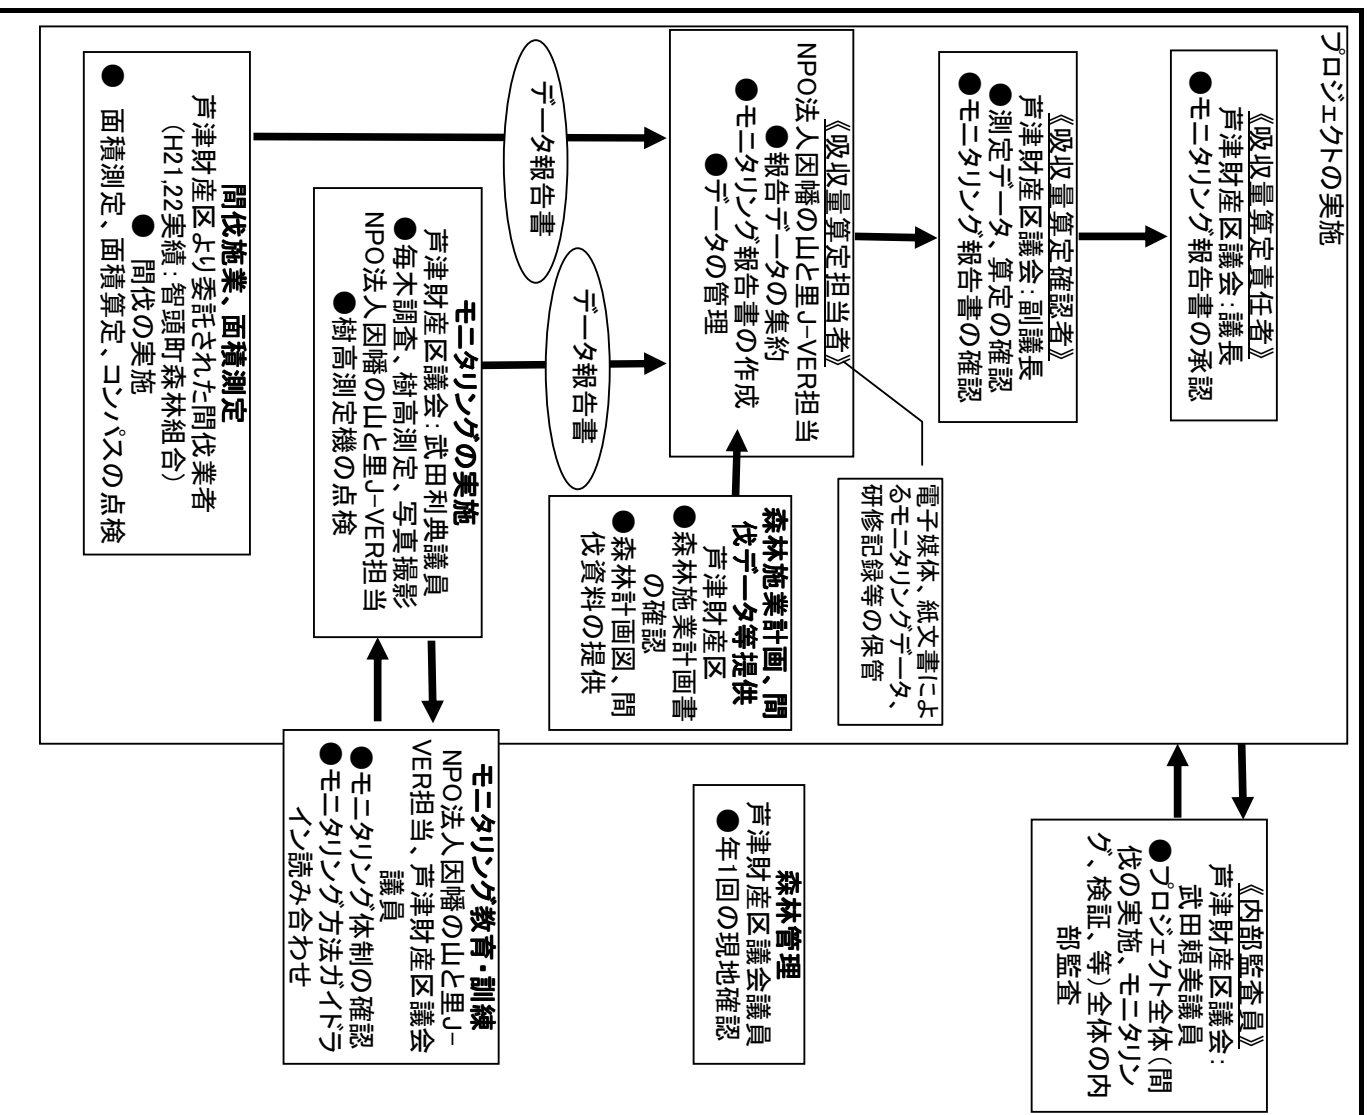 プロジェクトの実施
《吸収量算定責任者》
芦津財産区議会：議長
●モニタリング報告書の承認
《吸収量算定確認者》
芦津財産区議会：副議長
●測定データ、算定の確認
●モニタリング報告書の確認
《吸収量算定担当者》
NPO法人因幡の山と里J-VER担当
●報告データの集約
●モニタリング報告書の作成
●データの管理
電子媒体、紙文書によ
るモニタリングデータ、
研修記録等の保管
データ報告書
データ報告書
森林施業計画、間
伐データ等提供
芦津財産区
●森林施業計画書
の確認
●森林計画図、間
伐資料の提供
モニタリングの実施
芦津財産区議会：武田利典議員
●毎木調査、樹高測定、写真撮影
NPO法人因幡の山と里J-VER担当
●樹高測定機の点検
間伐施業、面積測定
芦津財産区より委託された間伐業者
（H21,22実績：智頭町森林組合）
● 間伐の実施
● 面積測定、面積算定、コンパスの点検
《内部監査員》
芦津財産区議会：
武田頼美議員
●プロジェクト全体（間
伐の実施、モニタリン
グ、検証、等）全体の内
部監査
森林管理
芦津財産区議会議員
●年1回の現地確認
モニタリング教育・訓練
NPO法人因幡の山と里J-
VER担当、芦津財産区議会
議員
●モニタリング体制の確認
●モニタリング方法ガイドラ
イン読み合わせ